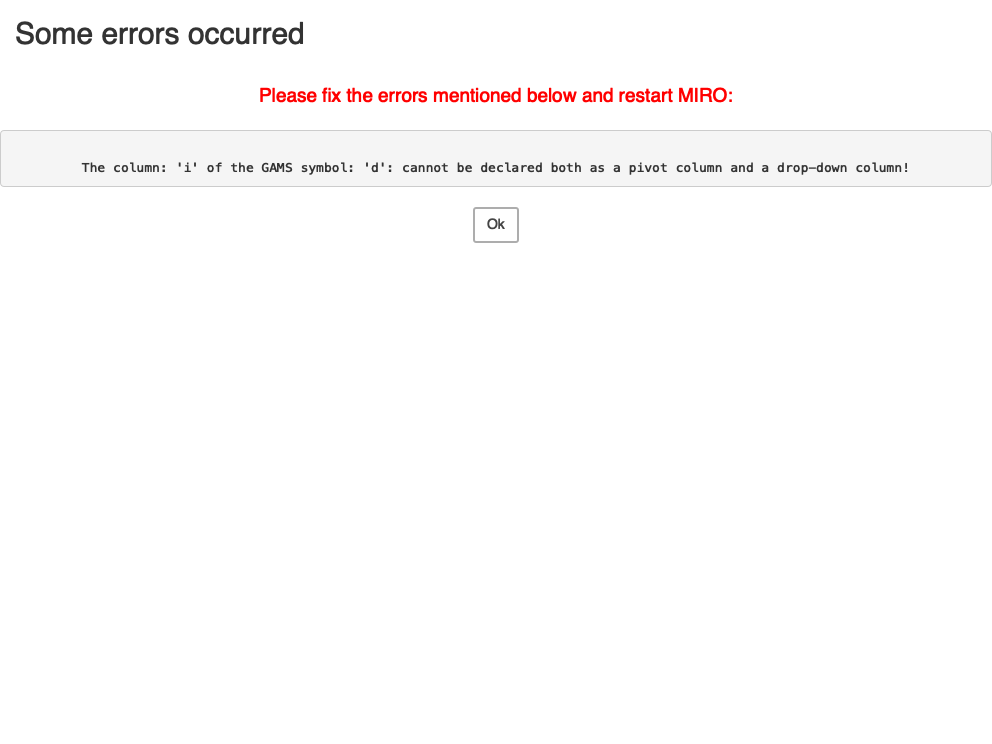 Some errors occurred
Please fix the errors mentioned below and restart MIRO:
The column: 'i' of the GAMS symbol: 'd': cannot be declared both as a pivot column and a drop-down column!
Ok